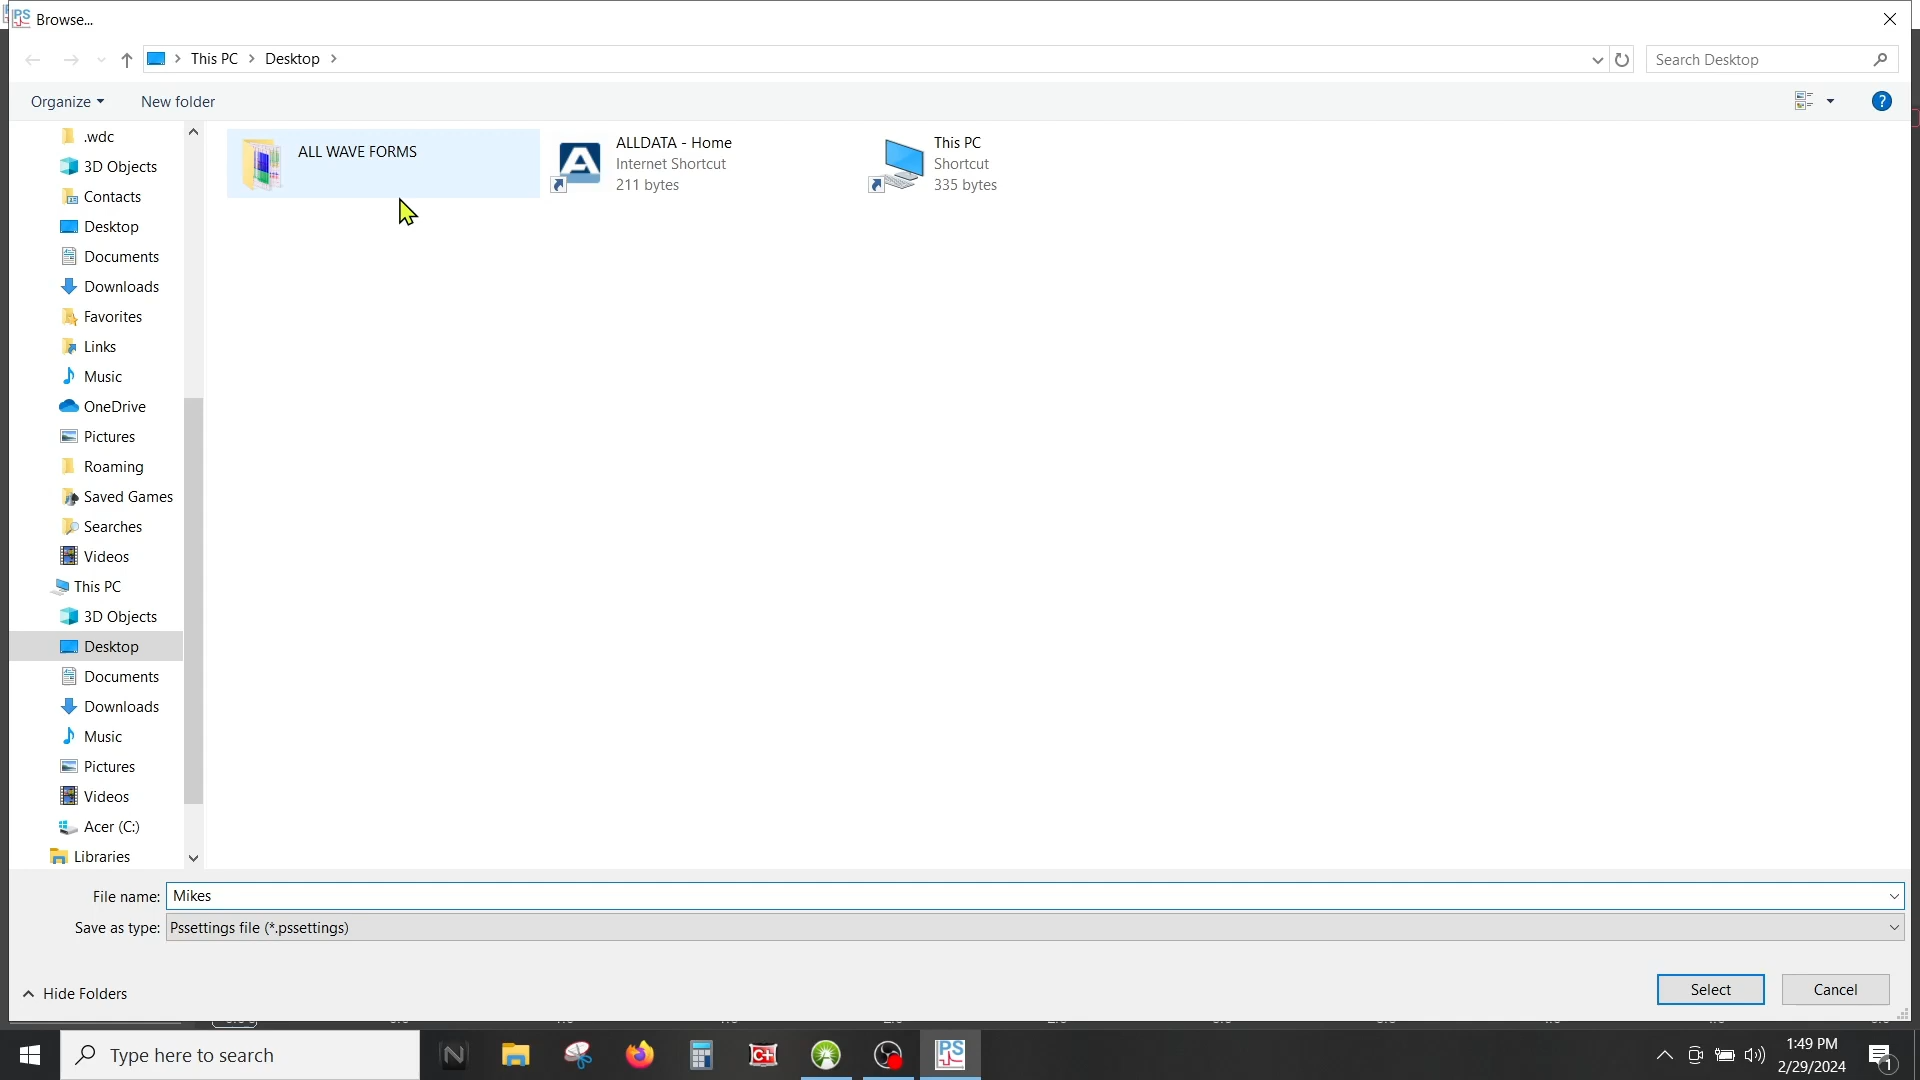 Browse...
This PC
Desktop
Search Desktop
Organize
New folder
.wdc
3D Objects
Contacts
Desktop
Documents
Downloads
Favorites
Links
Music
OneDrive
Pictures
Roaming
Saved Games
Searches
Videos
This PC
3D Objects
Desktop
Documents
Downloads
Music
Pictures
Videos
Acer (C:)
Libraries
ALL WAVE FORMS
ALLDATA - Home
Internet Shortcut
211 bytes
This PC
Shortcut
335 bytes
File name: Mikes
Save as type: Pssettings file (*.pssettings)
Hide Folders
Select
Cancel
Type here to search
1:49 PM
2/29/2024
1